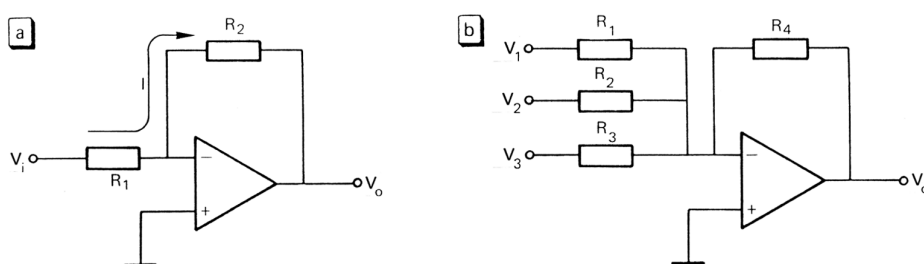 a
R2
I
Vi
R1
−
+
Vo
b
V1
R1
R4
V2
R2
V3
R3
−
+
Vo